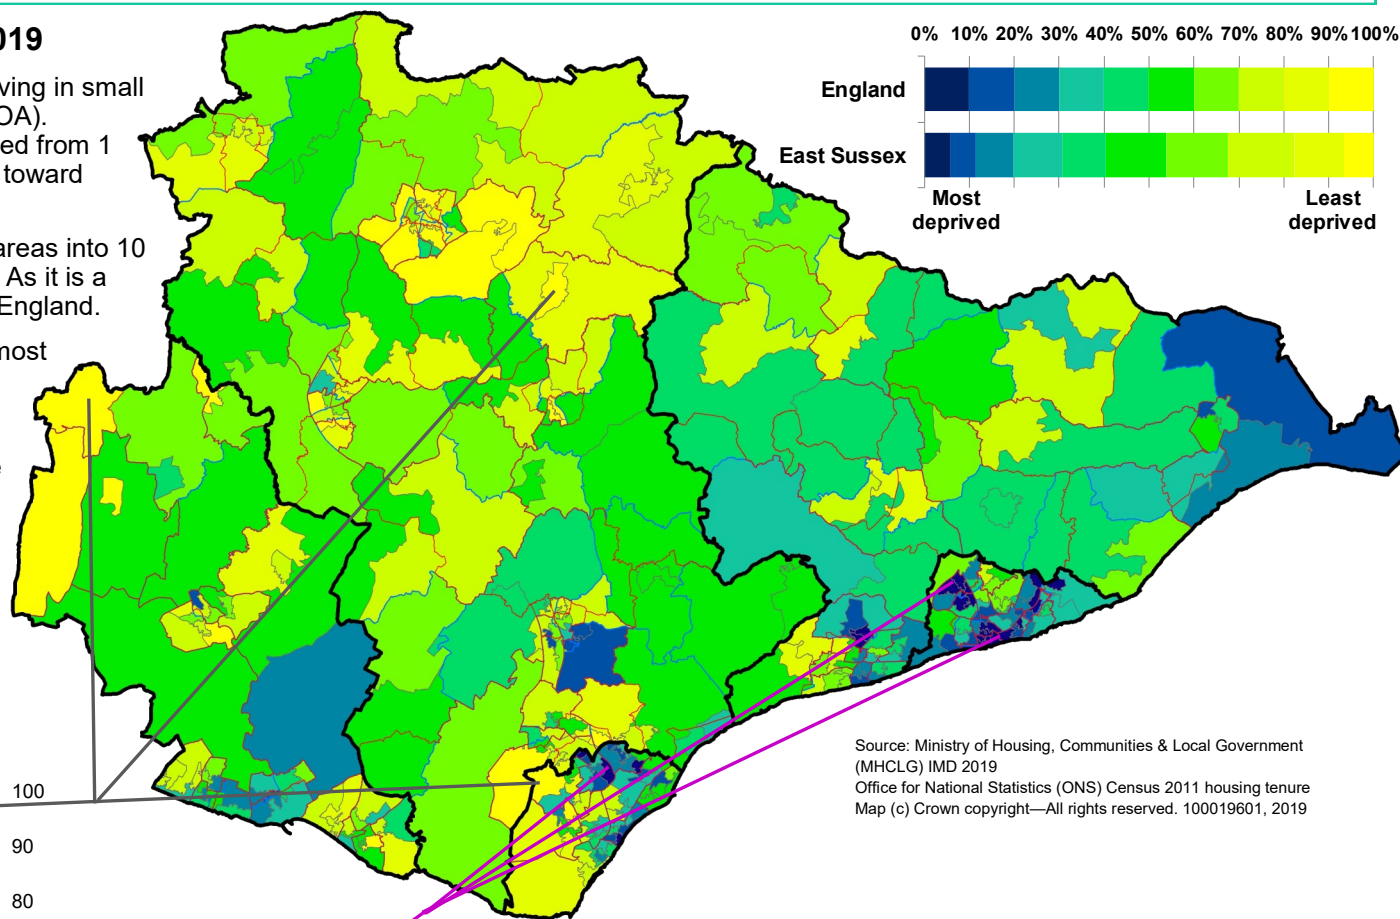 019
ving in small
OA).
ed from 1
toward
areas into 10
As it is a
England.
most
0% 10% 20% 30% 40% 50% 60% 70% 80% 90% 100%
England
East Sussex
Most deprived
Least deprived
100
90
80
Source: Ministry of Housing, Communities & Local Government
(MHCLG) IMD 2019
Office for National Statistics (ONS) Census 2011 housing tenure
Map (c) Crown copyright—All rights reserved. 100019601, 2019